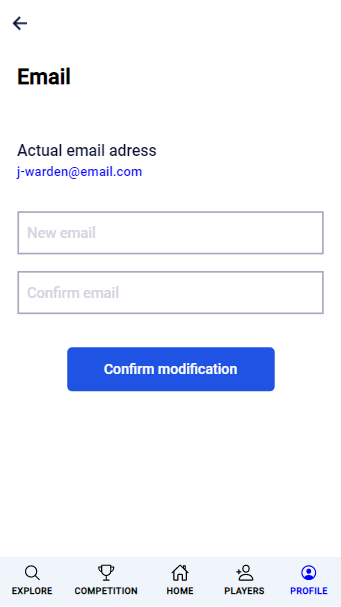 Email
Actual email adress
j-warden@email.com
New email
Confirm email
Confirm modification
EXPLORE COMPETITION HOME PLAYERS PROFILE